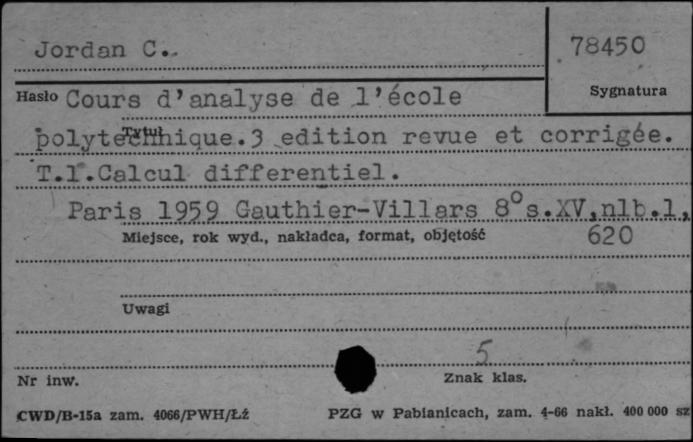 Jordan C.
78450
Sygnatura
Hasło Cours d'analyse de l'école
Tytuł
polytechnique.3 edition revue et corrigée.
T.1.Calcul differentiel.
Paris 1959 Gauthier-Villars 8° s.XV,nlb.1,
Miejsce, rok wyd., nakładca, format, objętość 620
Uwagi
5
Nr inw. Znak klas.
CWD/B-15a zam. 4066/PWH/Łź PZG w Pabianicach, zam. 4-66 nakł. 400 000 sz